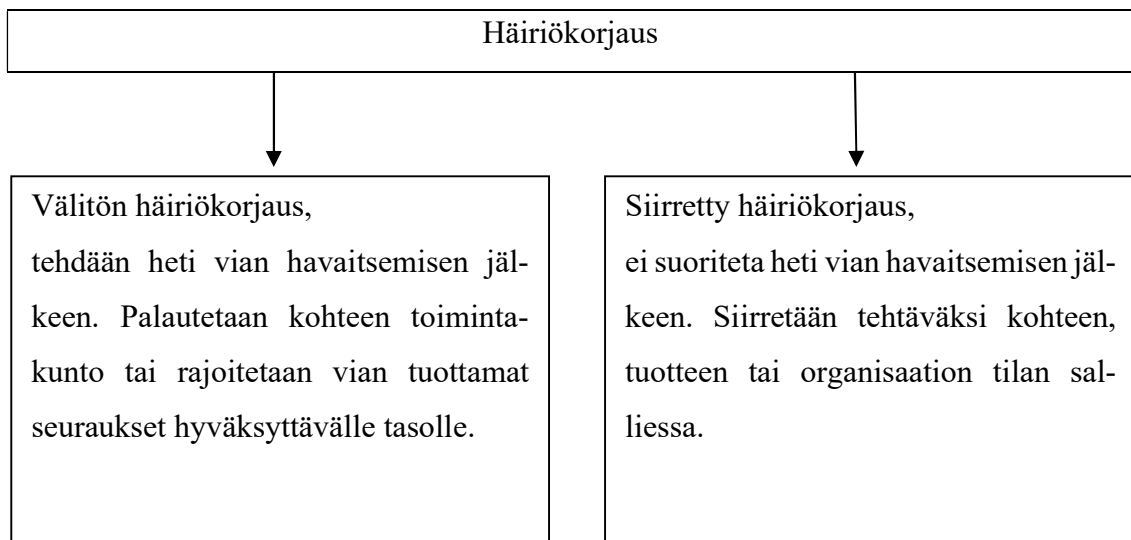 Häiriökorjaus
Välitön häiriökorjaus,
tehdään heti vian havaitsemisen jäl-
keen. Palautetaan kohteen toiminta-
kunto tai rajoitetaan vian tuottamat
seuraukset hyväksyttävälle tasolle.
Siirretty häiriökorjaus,
ei suoriteta heti vian havaitsemisen jäl-
keen. Siirretään tehtäväksi kohteen,
tuotteen tai organisaation tilan sal-
liessa.